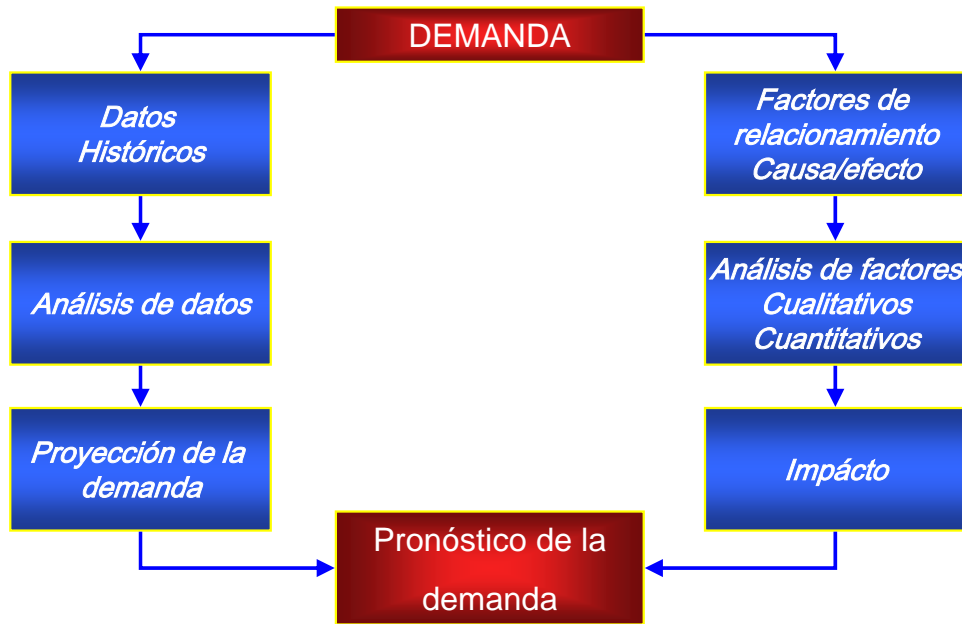 DEMANDA
Datos
Históricos
Análisis de datos
Proyección de la
demanda
Factores de
relacionamiento
Causa/efecto
Análisis de factores
Cualitativos
Cuantitativos
Impácto
Pronóstico de la
demanda